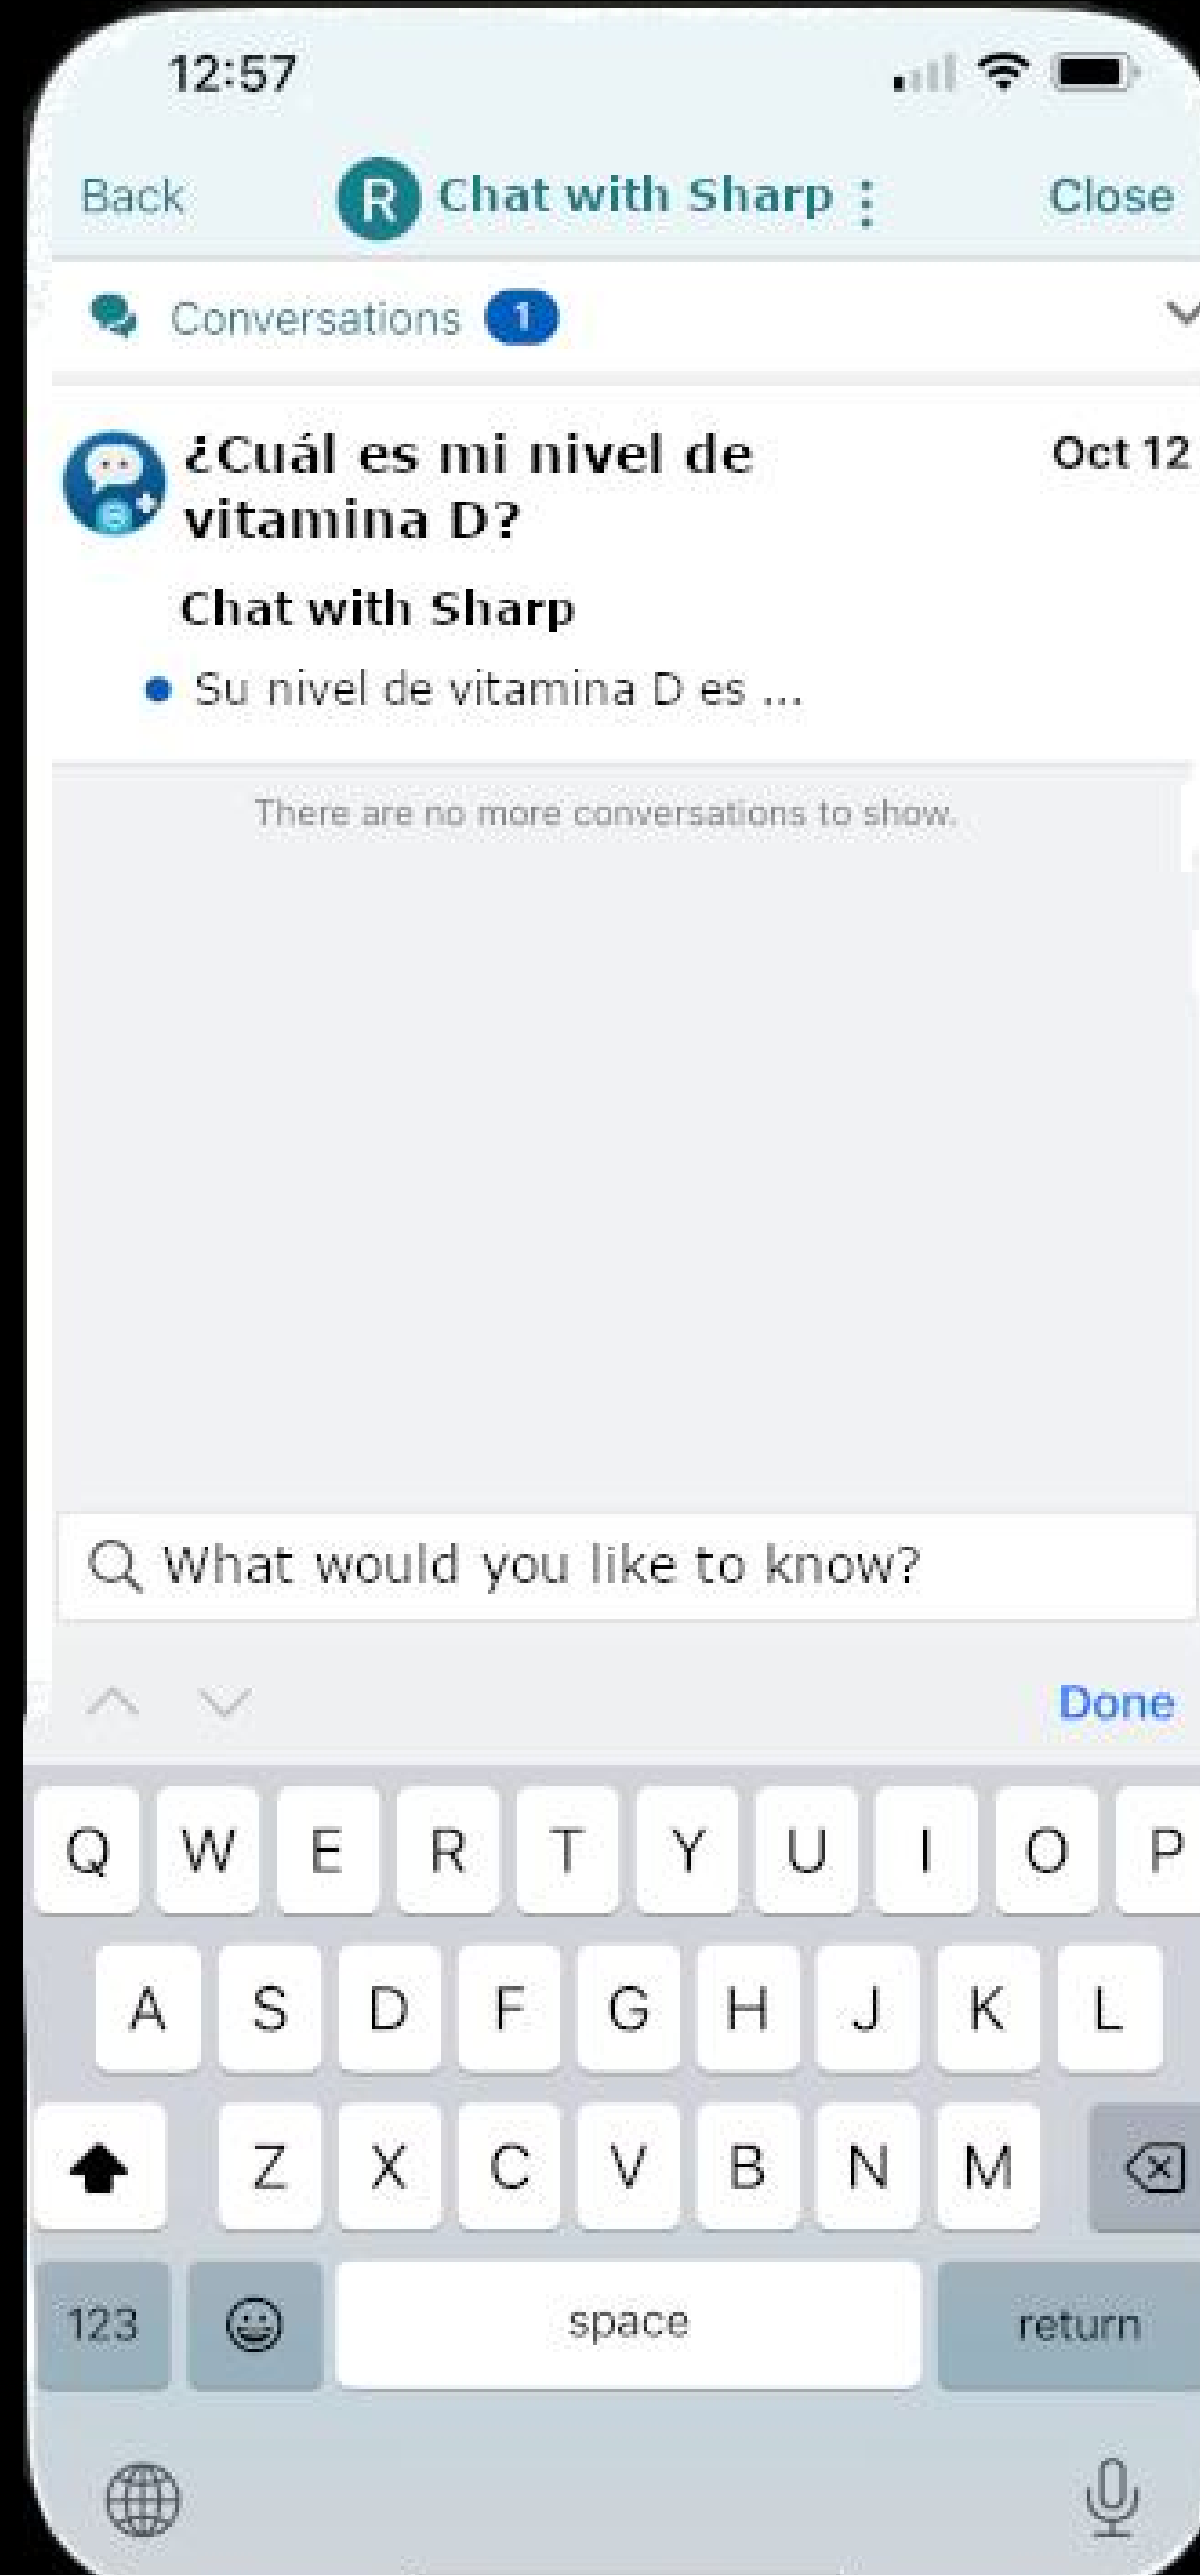 12:57
Back R Chat with Sharp Close
Conversations 1
¿Cuál es mi nivel de Oct 12
vitamina D?
Chat with Sharp
Su nivel de vitamina D es ...
There are no more conversations to show.
What would you like to know?
Done
Q W E R T Y U I O P
A S D F G H J K L
Z X C V B N M
123 space return